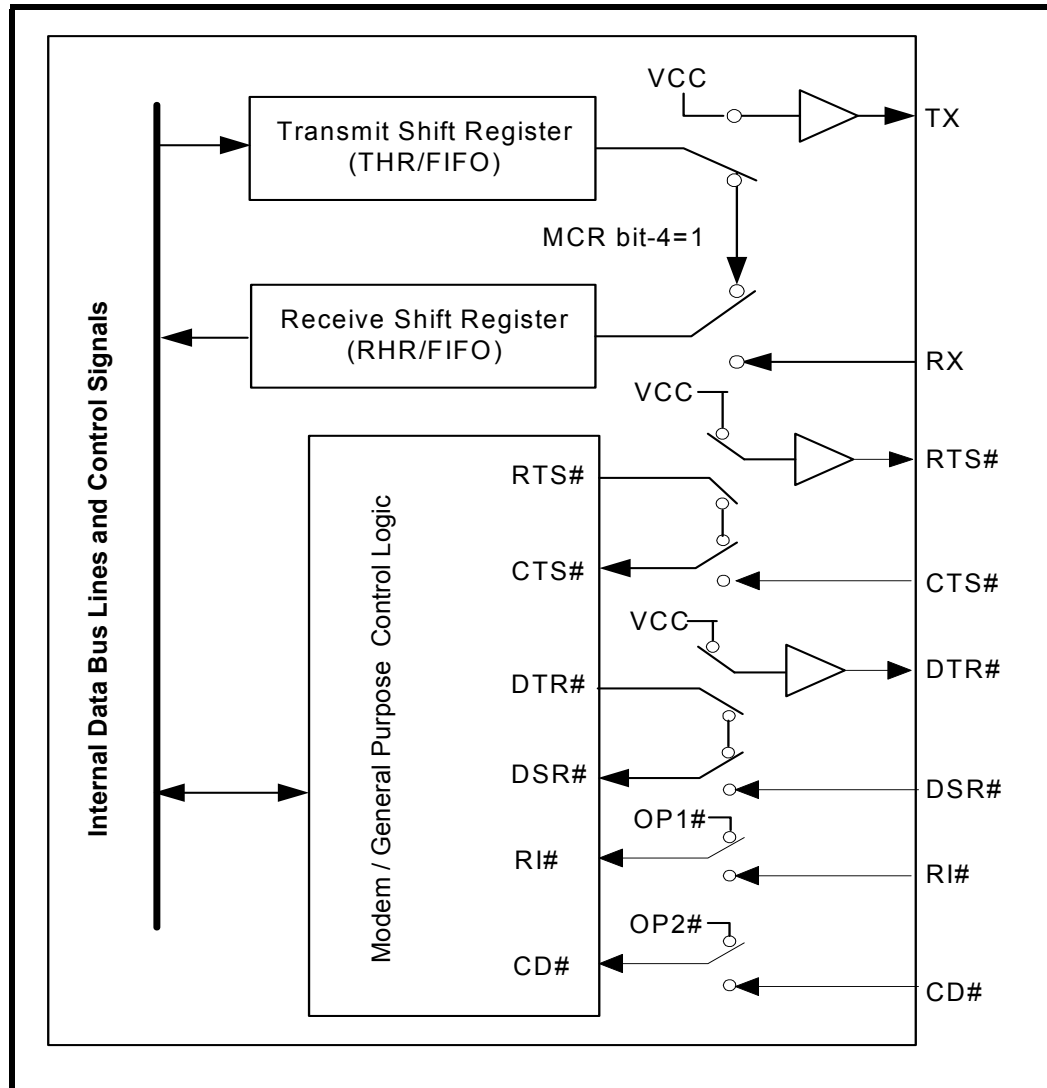 VCC
TX
Transmit Shift Register
(THR/FIFO)
MCR bit-4=1
Receive Shift Register
(RHR/FIFO)
RX
VCC
RTS#
RTS#
CTS#
CTS#
VCC
DTR#
DTR#
DSR#
DSR#
OP1#
RI#
RI#
OP2#
CD#
CD#
Internal Data Bus Lines and Control Signals
Modem / General Purpose Control Logic